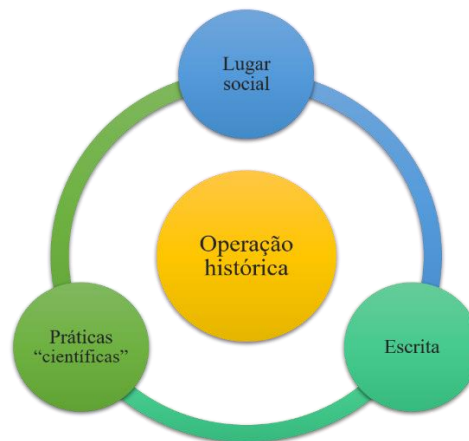 Lugar
social
Operação
histórica
Práticas
“científicas”
Escrita